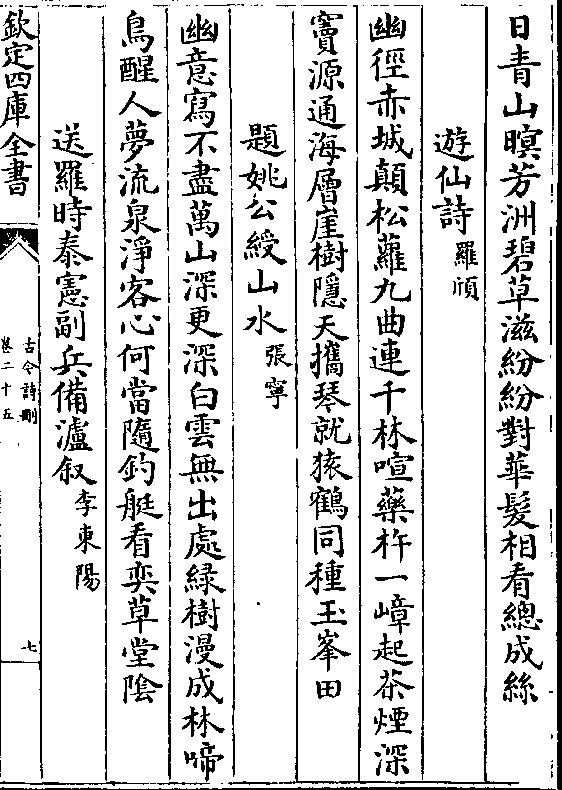 日青山暝芳洲碧草滋紛紛對華髮相看總成絲
遊仙詩羅頎
幽徑赤城顛松蘿九曲連千林喧藥杵一嶂起茶煙深
竇源通海層崖樹隱天攜琴就猿鶴同種玉峯田
題姚公綬山水張寧
幽意寫不盡萬山深更深白雲無出處綠樹漫成林啼
鳥醒人夢流泉淨客心何當隨釣艇看奕草堂陰
送羅時泰憲副兵備瀘叙李東陽
欽定四庫全書
古今詩刪
卷二十五
七